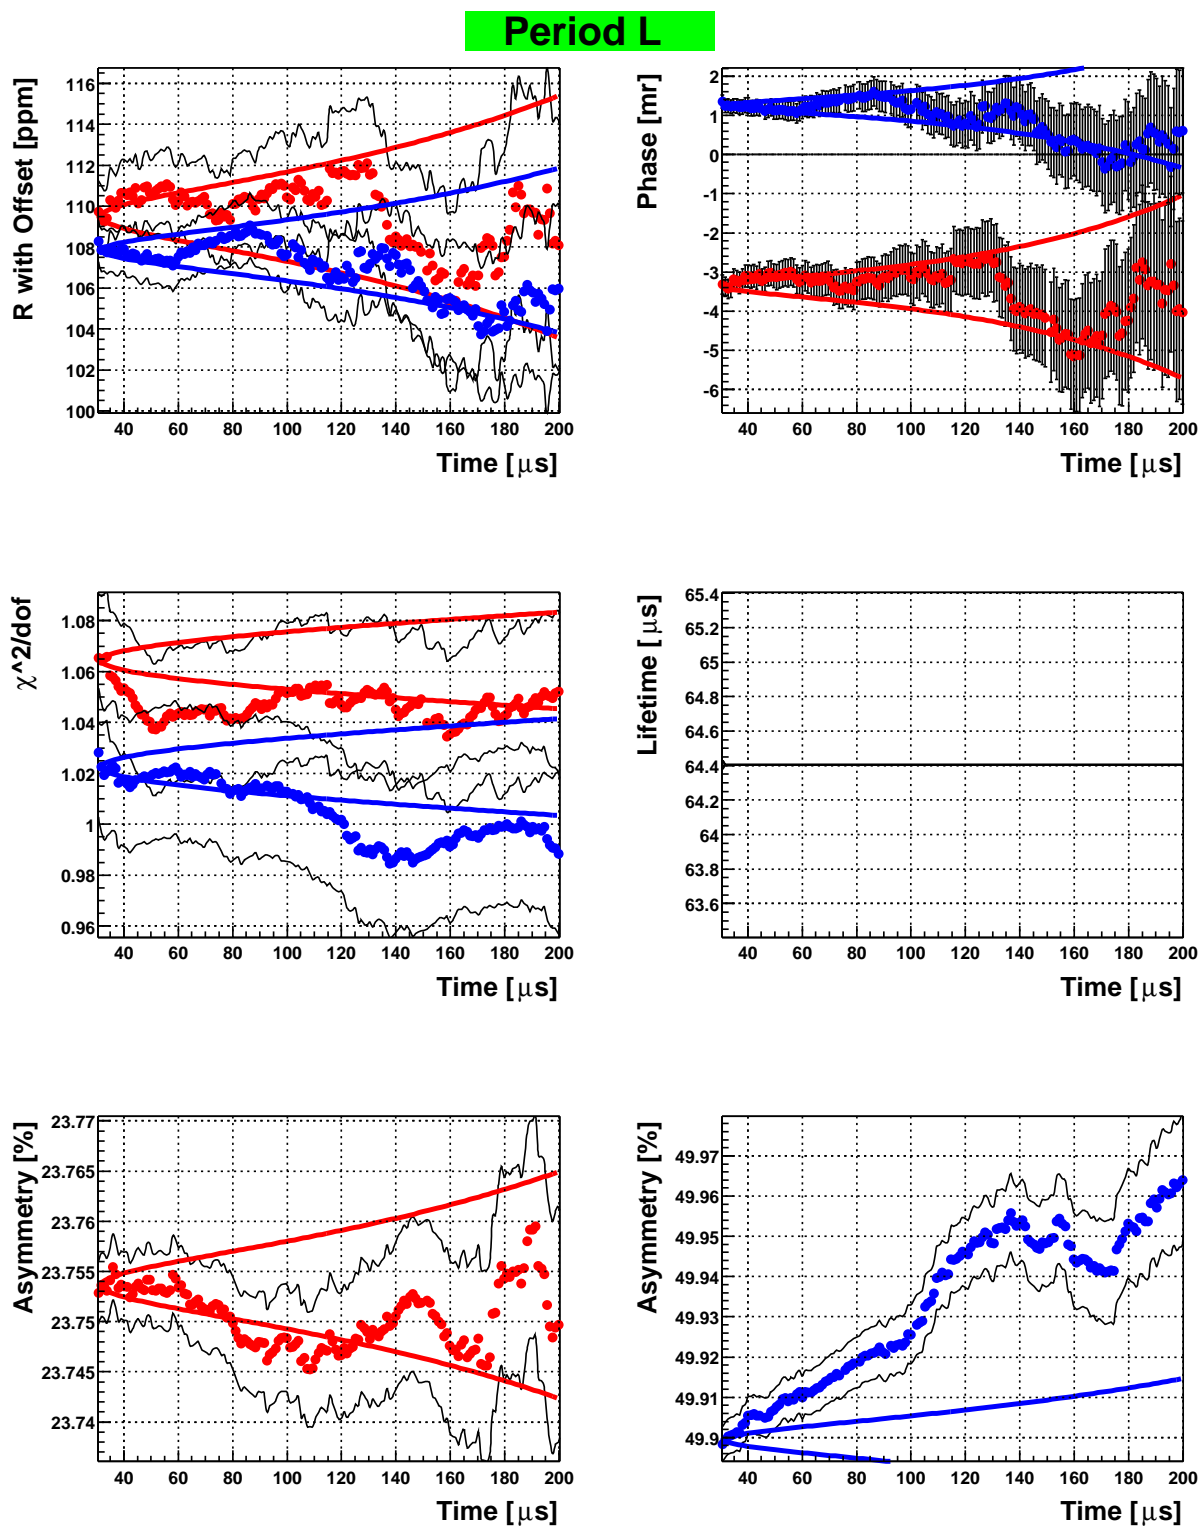 Period L
R with Offset [ppm]
116
114
112
110
108
106
104
102
100
40 60 80 100 120 140 160 180 200
Time [μs]
Phase [mr]
2
1
0
-1
-2
-3
-4
-5
-6
40 60 80 100 120 140 160 180 200
Time [μs]
χ^2/dof
1.08
1.06
1.04
1.02
1
0.98
0.96
40 60 80 100 120 140 160 180 200
Time [μs]
Lifetime [μs]
65.4
65.2
65
64.8
64.6
64.4
64.2
64
63.8
63.6
40 60 80 100 120 140 160 180 200
Time [μs]
Asymmetry [%]
23.77
23.765
23.76
23.755
23.75
23.745
23.74
40 60 80 100 120 140 160 180 200
Time [μs]
Asymmetry [%]
49.97
49.96
49.95
49.94
49.93
49.92
49.91
49.9
40 60 80 100 120 140 160 180 200
Time [μs]